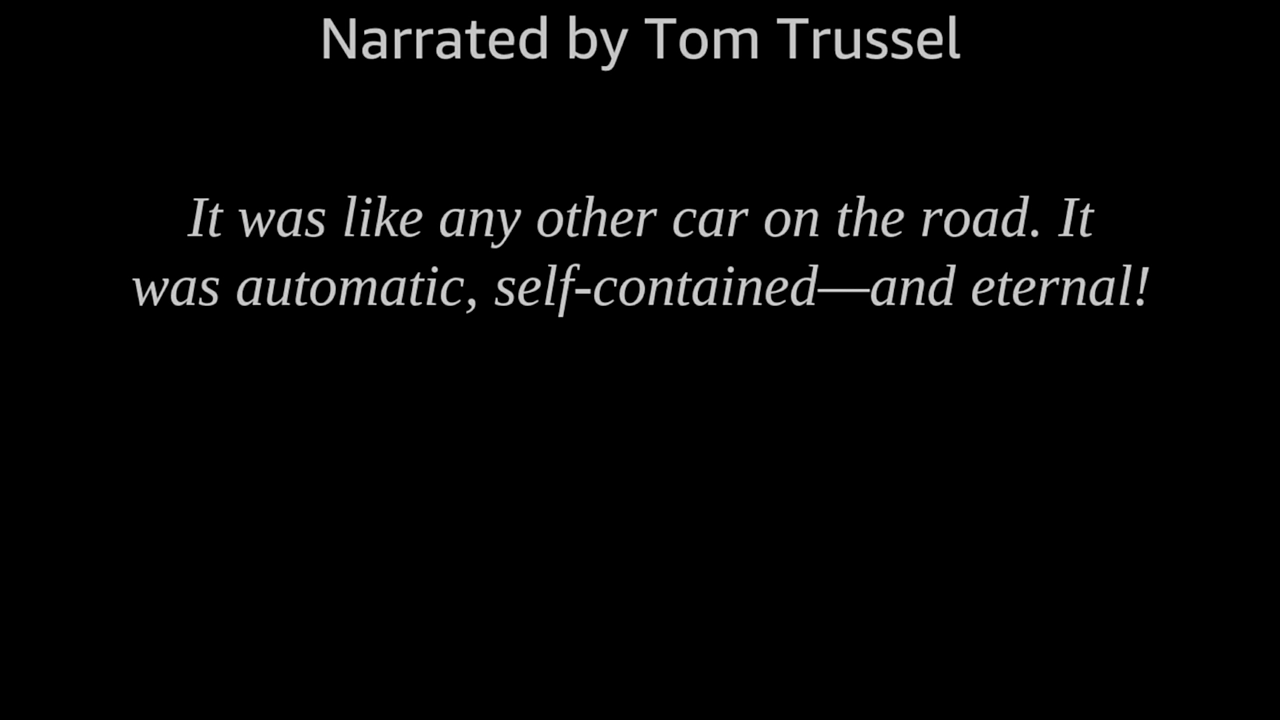 Narrated by Tom Trussel
It was like any other car on the road. It
was automatic, self-contained—and eternal!